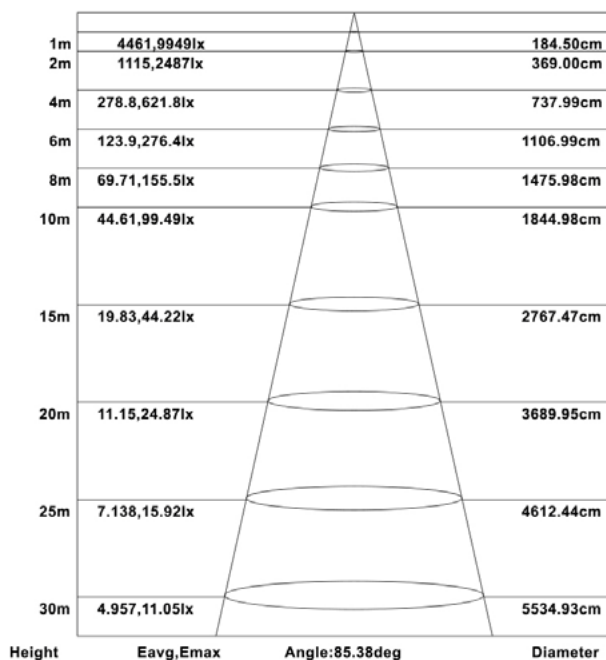 1m 4461,9949lx 184.50cm
2m 1115,2487lx 369.00cm
4m 278.8,621.8lx 737.99cm
6m 123.9,276.4lx 1106.99cm
8m 69.71,155.5lx 1475.98cm
10m 44.61,99.49lx 1844.98cm
15m 19.83,44.22lx 2767.47cm
20m 11.15,24.87lx 3689.95cm
25m 7.138,15.92lx 4612.44cm
30m 4.957,11.05lx 5534.93cm
Height Eavg,Emax Angle:85.38deg Diameter